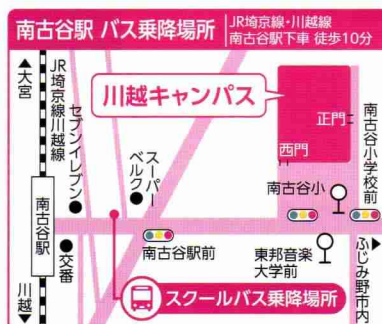 南古谷駅 バス乗降場所
JR埼京線・川越線
南古谷駅下車 徒歩10分
▲大宮
JR埼京線川越線
セブンイレブン
スーパーベルク
川越キャンパス
正門
西門
南古谷小学校前
南古谷小
南古谷駅
交番
南古谷駅前
東邦音楽
大学前
ふじみ野市内▶
川越▼
スクールバス乗降場所